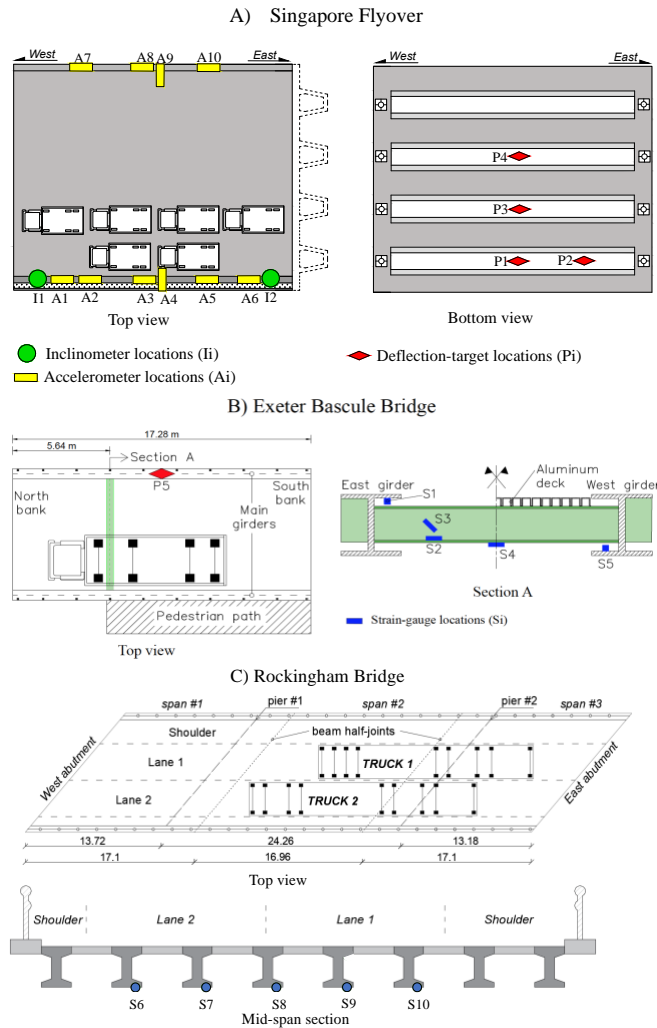 A) Singapore Flyover
West A7 A8 A9 A10 East
West East
P4
P3
P1 P2
I1 A1 A2 A3 A4 A5 A6 I2
Top view
Bottom view
Inclinometer locations (Ii)
Deflection-target locations (Pi)
Accelerometer locations (Ai)
B) Exeter Bascule Bridge
17.28 m
5.64 m
Section A
P5
North bank
South bank
Main girders
Pedestrian path
Top view
East girder
S1
Aluminum deck
West girder
S3
S2
S4
S5
Section A
Strain-gauge locations (Si)
C) Rockingham Bridge
span #1 pier #1 span #2 pier #2 span #3
Shoulder
beam half-joints
West abutment
Lane 1
TRUCK 1
Lane 2
TRUCK 2
East abutment
13.72 24.26 13.18
17.1 16.96 17.1
Top view
Shoulder Lane 2 Lane 1 Shoulder
S6 S7 S8 S9 S10
Mid-span section